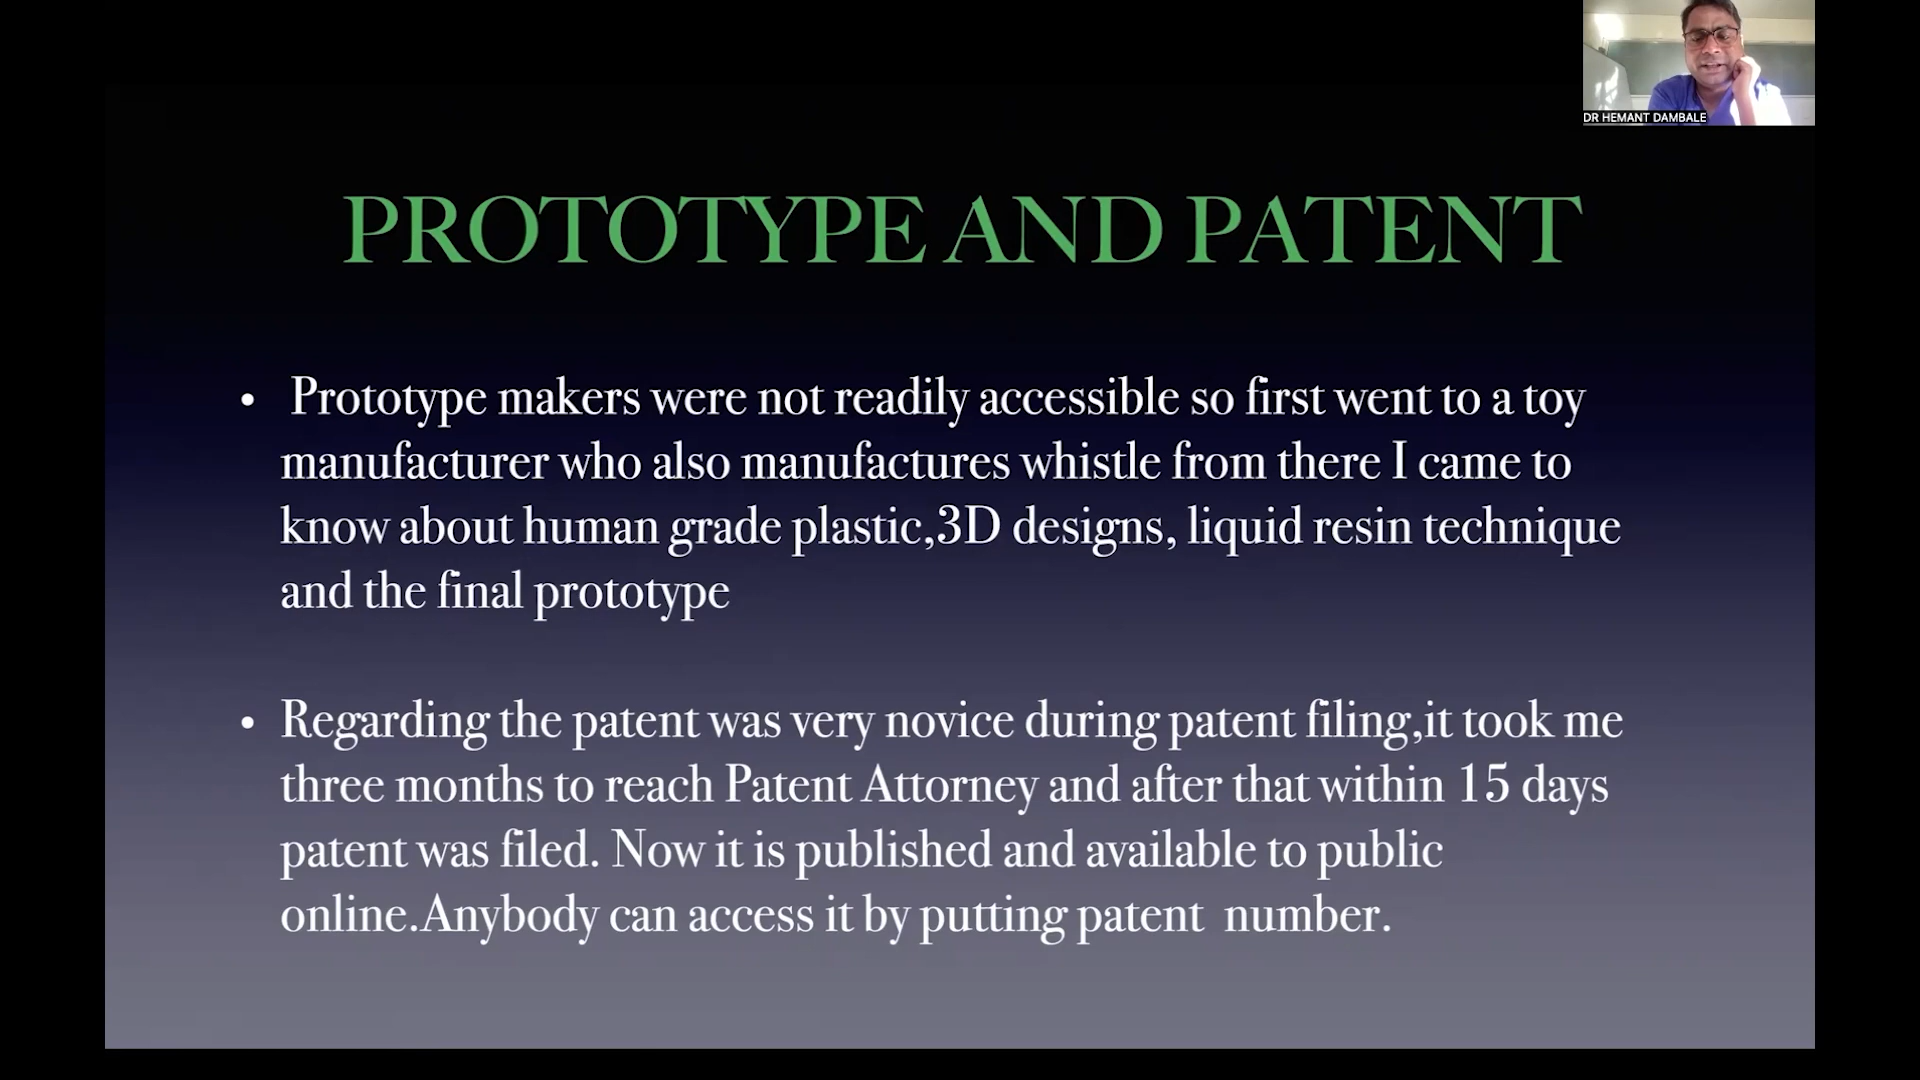 DR HEMANT DAMBALE
PROTOTYPE AND PATENT
• Prototype makers were not readily accessible so first went to a toy
manufacturer who also manufactures whistle from there I came to
know about human grade plastic,3D designs, liquid resin technique
and the final prototype
• Regarding the patent was very novice during patent filing,it took me
three months to reach Patent Attorney and after that within 15 days
patent was filed. Now it is published and available to public
online.Anybody can access it by putting patent  number.